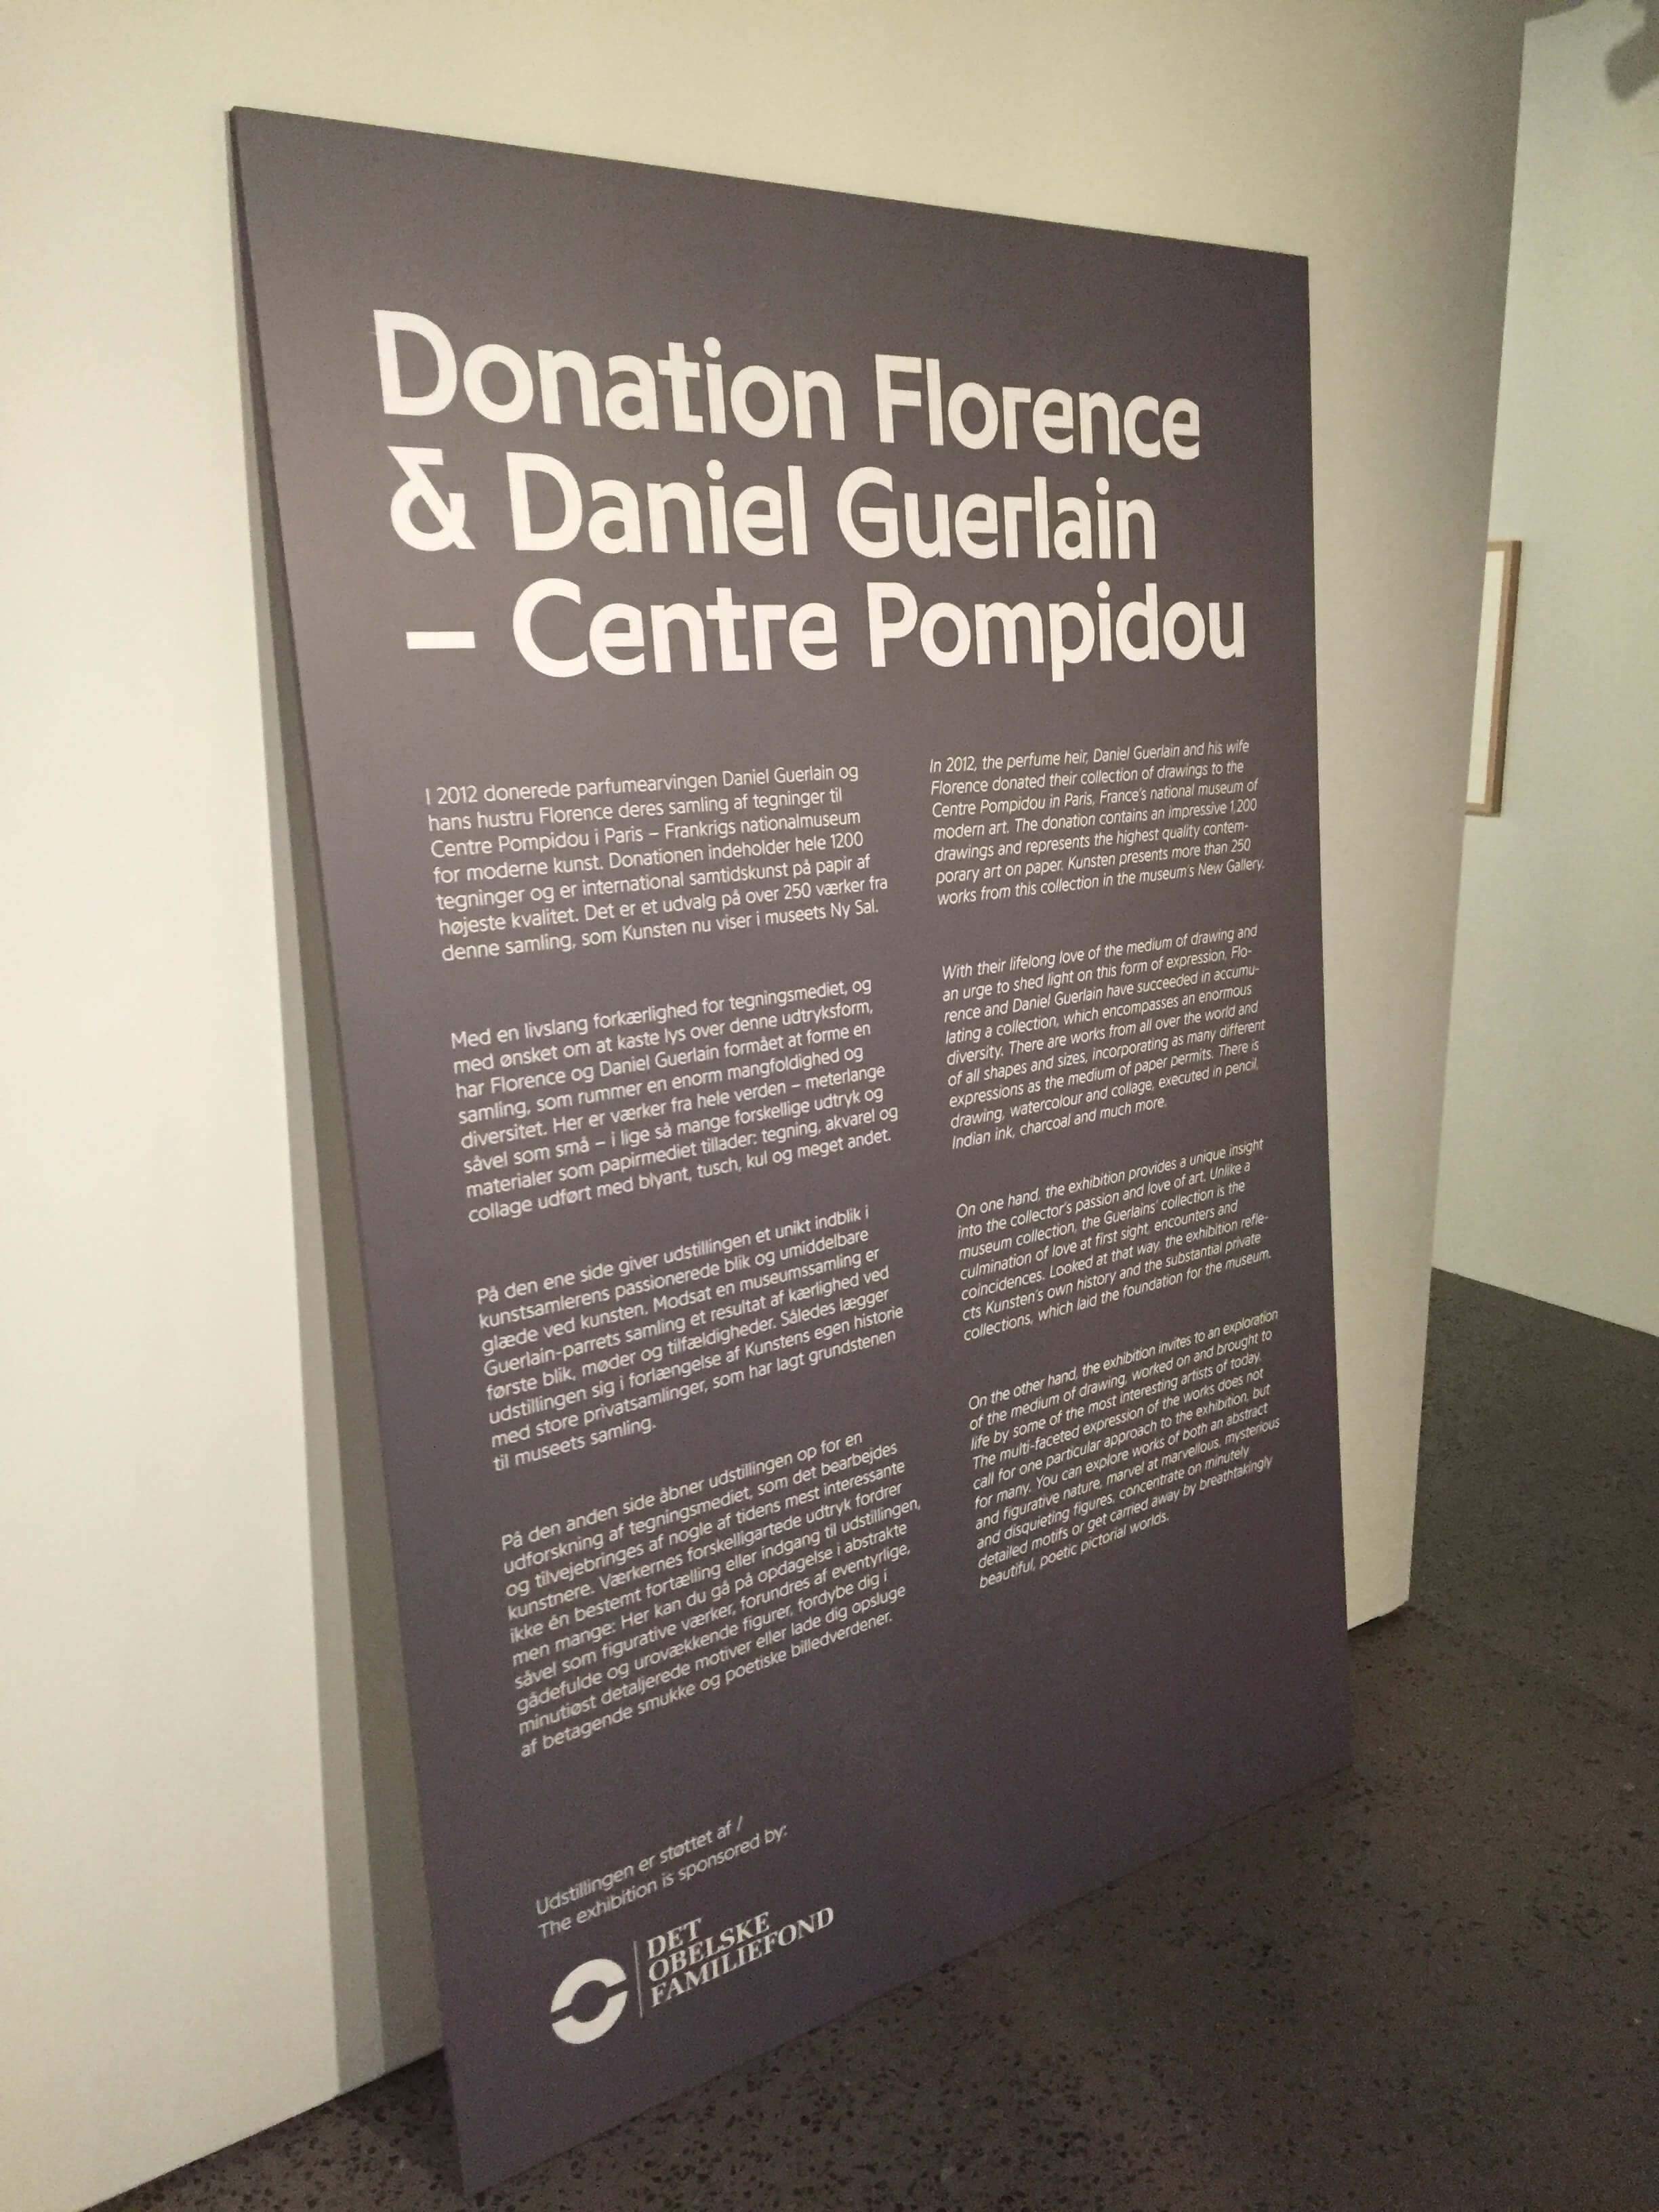 Donation Florence
& Daniel Guerlain
– Centre Pompidou
I 2012 donerede parfumearvingen Daniel Guerlain og
hans hustru Florence deres samling af tegninger til
Centre Pompidou i Paris – Frankrigs nationalmuseum
for moderne kunst. Donationen indeholder hele 1200
tegninger og er international samtidskunst på papir af
højeste kvalitet. Det er et udvalg på over 250 værker fra
denne samling, som Kunsten nu viser i museets Ny Sal.
Med en livslang forkærlighed for tegningsmediet, og
med ønsket om at kaste lys over denne udtryksform,
har Florence og Daniel Guerlain formået at forme en
samling, som rummer en enorm mangfoldighed og
diversitet. Her er værker fra hele verden – meterlange
såvel som små – i lige så mange forskellige udtryk og
materialer som papirmediet tillader: tegning, akvarel og
collage udført med blyant, tusch, kul og meget andet.
På den ene side giver udstillingen et unikt indblik i
kunstsamlerens passionerede blik og umiddelbare
glæde ved kunsten. Modsat en museumssamling er
Guerlain-parrets samling et resultat af kærlighed ved
første blik, møder og tilfældigheder. Således lægger
udstillingen sig i forlængelse af Kunstens egen historie
med store privatsamlinger, som har lagt grundstenen
til museets samling.
På den anden side åbner udstillingen op for en
udforskning af tegningsmediet, som det bearbejdes
og tilvejebringes af nogle af tidens mest interessante
kunstnere. Værkernes forskelligartede udtryk fordrer
ikke én bestemt fortælling eller indgang til udstillingen,
men mange: Her kan du gå på opdagelse i abstrakte
såvel som figurative værker, forundres af eventyrlige,
gådefulde og urovækkende figurer, fordybe dig i
minutiøst detaljerede motiver eller lade dig opsluge
af betagende smukke og poetiske billedverdener.
In 2012, the perfume heir, Daniel Guerlain and his wife
Florence donated their collection of drawings to the
Centre Pompidou in Paris, France's national museum of
modern art. The donation contains an impressive 1,200
drawings and represents the highest quality contem-
porary art on paper. Kunsten presents more than 250
works from this collection in the museum's New Gallery.
With their lifelong love of the medium of drawing and
an urge to shed light on this form of expression, Flo-
rence and Daniel Guerlain have succeeded in accumu-
lating a collection, which encompasses an enormous
diversity. There are works from all over the world and
of all shapes and sizes, incorporating as many different
expressions as the medium of paper permits. There is
drawing, watercolour and collage, executed in pencil,
Indian ink, charcoal and much more.
On one hand, the exhibition provides a unique insight
into the collector's passion and love of art. Unlike a
museum collection, the Guerlains' collection is the
culmination of love at first sight, encounters and
coincidences. Looked at that way, the exhibition refle-
cts Kunsten's own history and the substantial private
collections, which laid the foundation for the museum.
On the other hand, the exhibition invites to an exploration
of the medium of drawing, worked on and brought to
life by some of the most interesting artists of today.
The multi-faceted expression of the works does not
call for one particular approach to the exhibition, but
for many. You can explore works of both an abstract
and figurative nature, marvel at marvellous, mysterious
and disquieting figures, concentrate on minutely
detailed motifs or get carried away by breathtakingly
beautiful, poetic pictorial worlds.
Udstillingen er støttet af /
The exhibition is sponsored by:
DET
OBELSKE
FAMILIEFOND